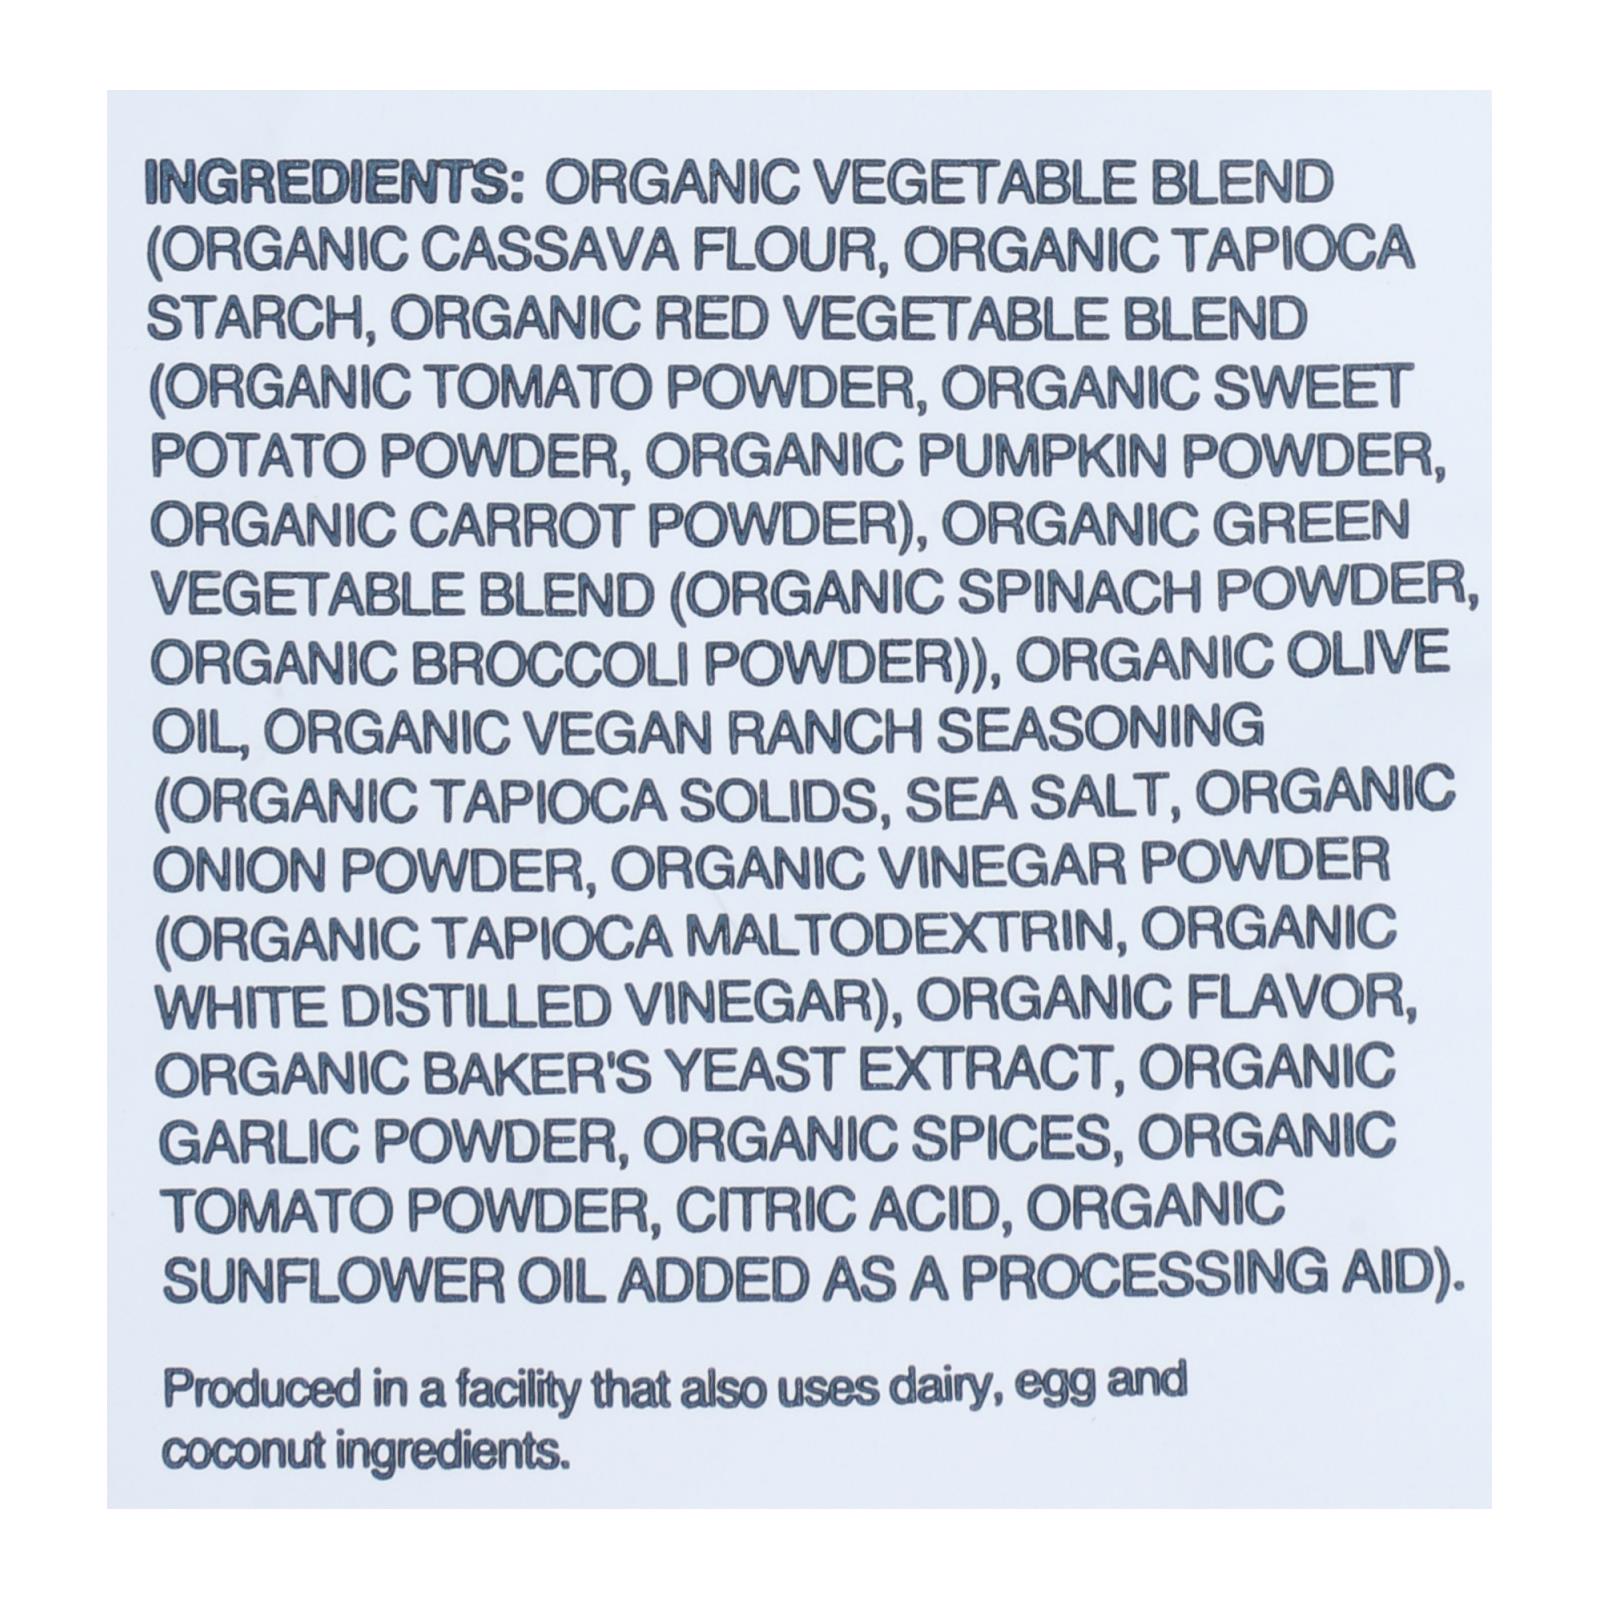 INGREDIENTS: ORGANIC VEGETABLE BLEND
(ORGANIC CASSAVA FLOUR, ORGANIC TAPIOCA
STARCH, ORGANIC RED VEGETABLE BLEND
(ORGANIC TOMATO POWDER, ORGANIC SWEET
POTATO POWDER, ORGANIC PUMPKIN POWDER,
ORGANIC CARROT POWDER), ORGANIC GREEN
VEGETABLE BLEND (ORGANIC SPINACH POWDER,
ORGANIC BROCCOLI POWDER)), ORGANIC OLIVE
OIL, ORGANIC VEGAN RANCH SEASONING
(ORGANIC TAPIOCA SOLIDS, SEA SALT, ORGANIC
ONION POWDER, ORGANIC VINEGAR POWDER
(ORGANIC TAPIOCA MALTODEXTRIN, ORGANIC
WHITE DISTILLED VINEGAR), ORGANIC FLAVOR,
ORGANIC BAKER'S YEAST EXTRACT, ORGANIC
GARLIC POWDER, ORGANIC SPICES, ORGANIC
TOMATO POWDER, CITRIC ACID, ORGANIC
SUNFLOWER OIL ADDED AS A PROCESSING AID).
Produced in a facility that also uses dairy, egg and
coconut ingredients.